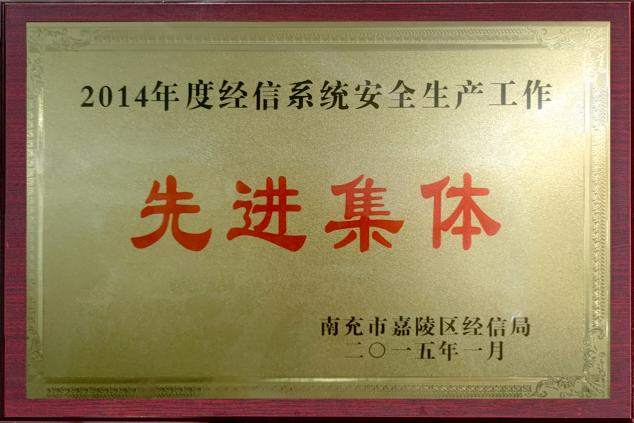 2014年度经信系统安全生产工作
先进集体
南充市嘉陵区经信局
二〇一五年一月